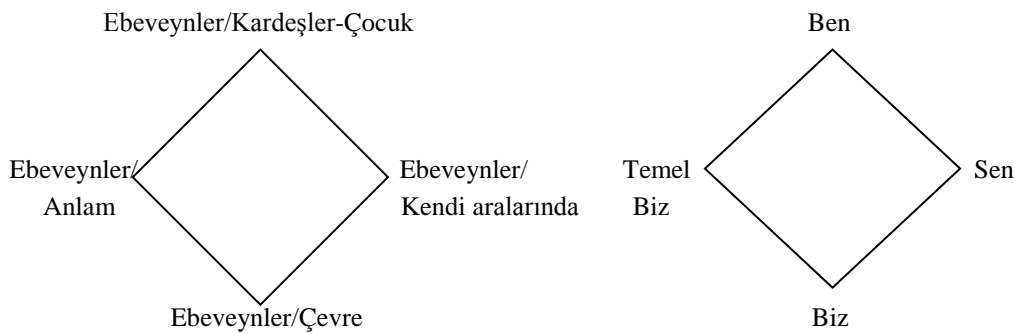 Ebeveynler/Kardeşler-Çocuk
Ebeveynler/
Anlam
Ebeveynler/
Kendi aralarında
Ebeveynler/Çevre
Ben
Temel
Biz
Sen
Biz